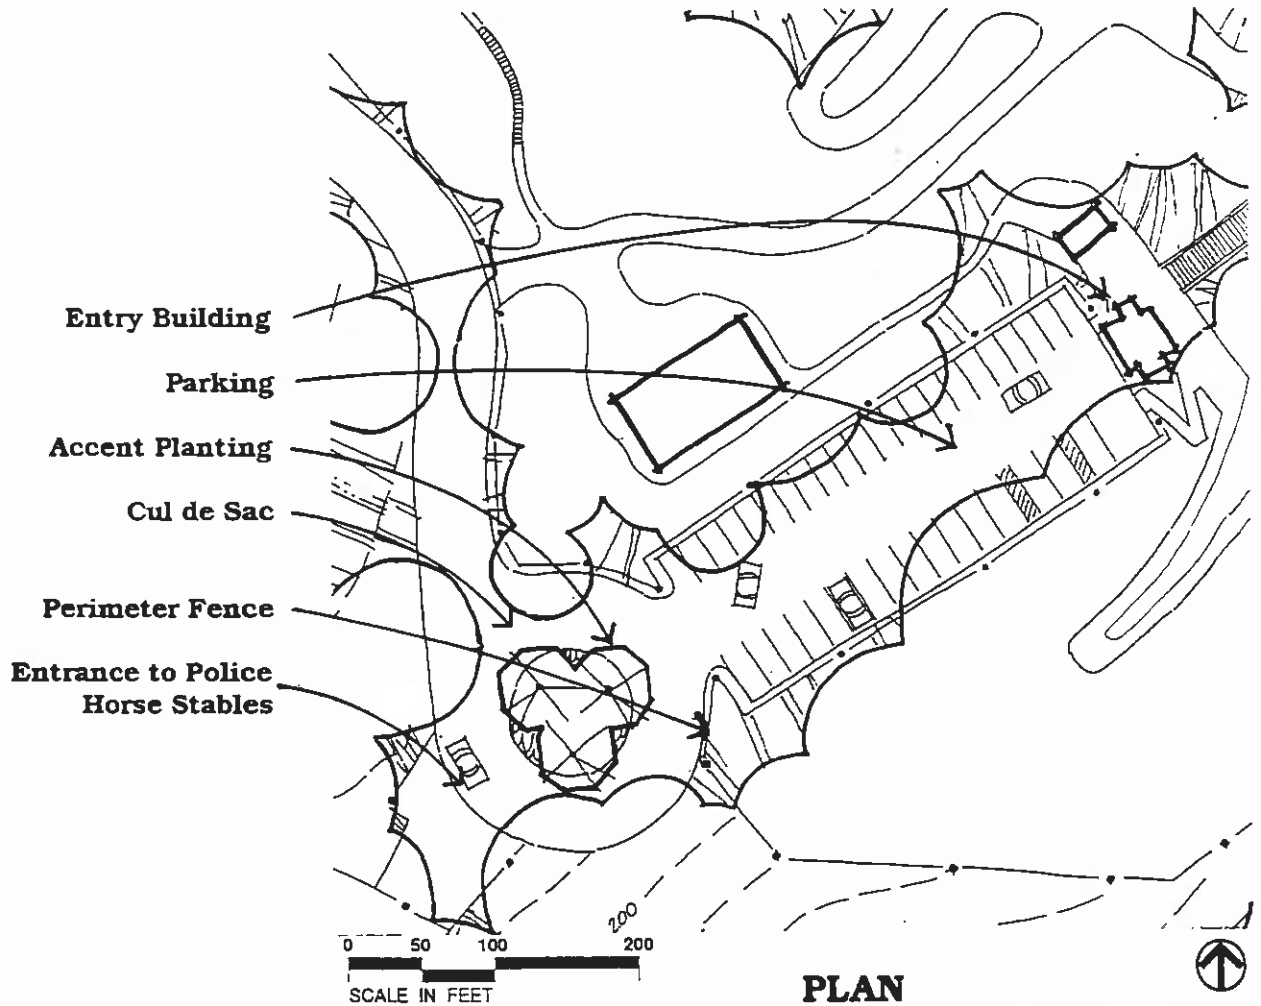 Entry Building
Parking
Accent Planting
Cul de Sac
Perimeter Fence
Entrance to Police
Horse Stables
200
0 50 100 200
SCALE IN FEET
PLAN